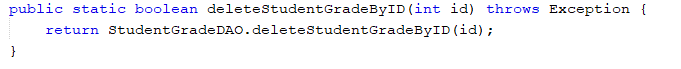 public static boolean deleteStudentGradeByID(int id) throws Exception {
    return StudentGradeDAO.deleteStudentGradeByID(id);
}